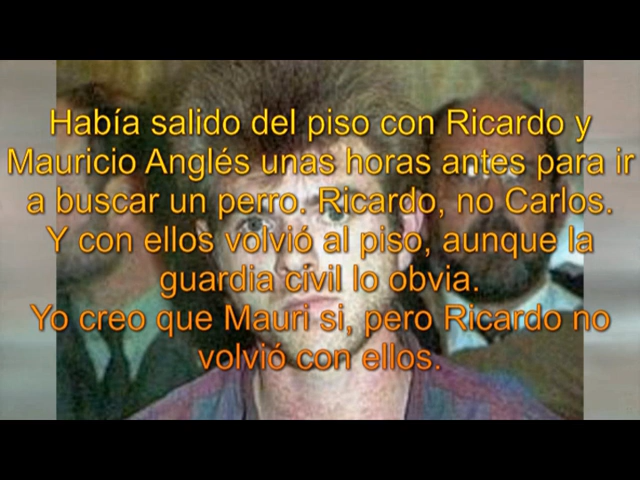 Había salido del piso con Ricardo y
Mauricio Anglés unas horas antes para ir
a buscar un perro. Ricardo, no Carlos.
Y con ellos volvió al piso, aunque la
guardia civil lo obvia.
Yo creo que Mauri si, pero Ricardo no
volvió con ellos.